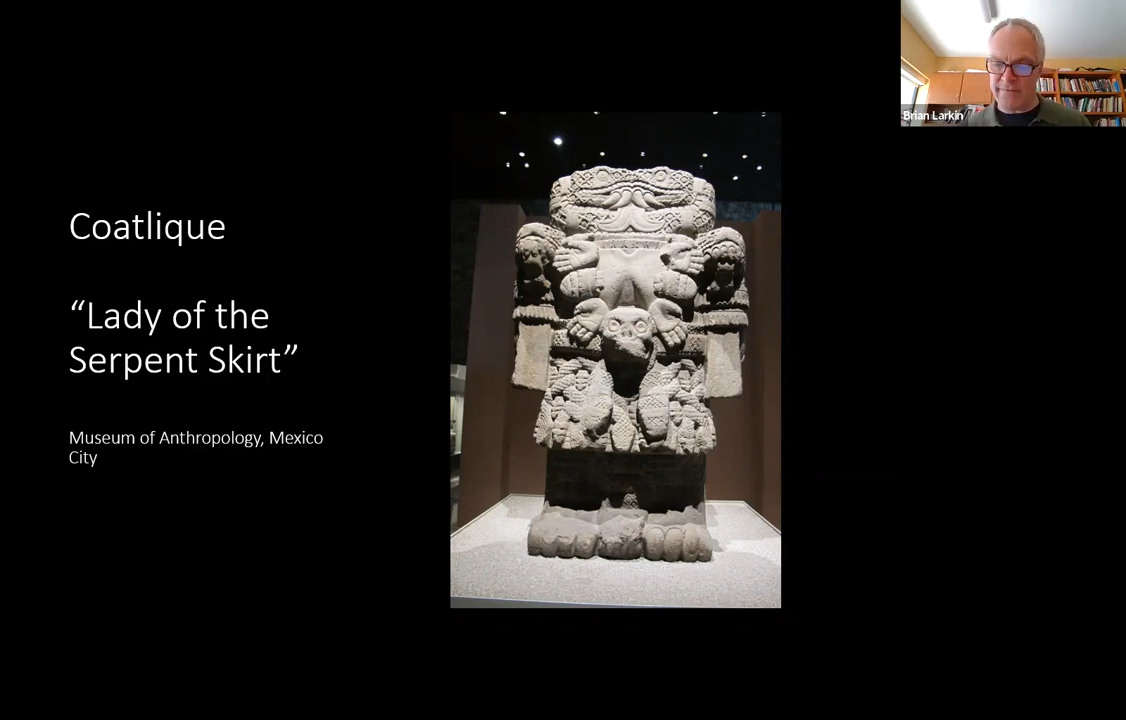 Coatlique
“Lady of the
Serpent Skirt”
Museum of Anthropology, Mexico
City
Brian Larkin